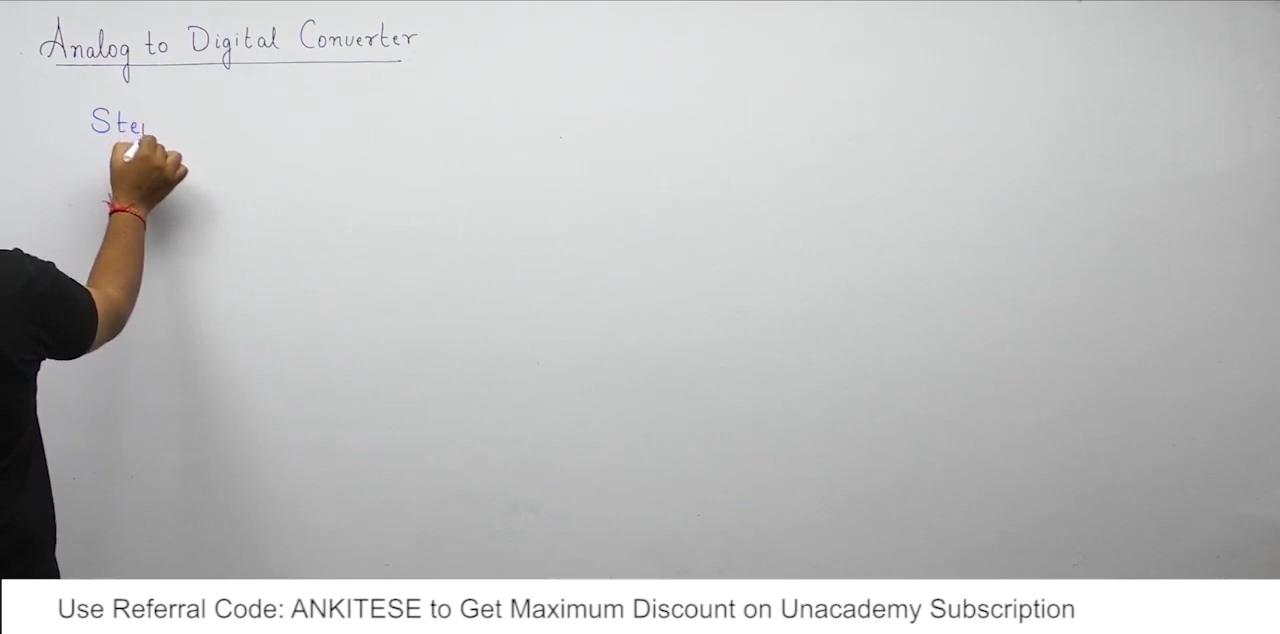 Analog to Digital Converter
Ste
Use Referral Code: ANKITESE to Get Maximum Discount on Unacademy Subscription